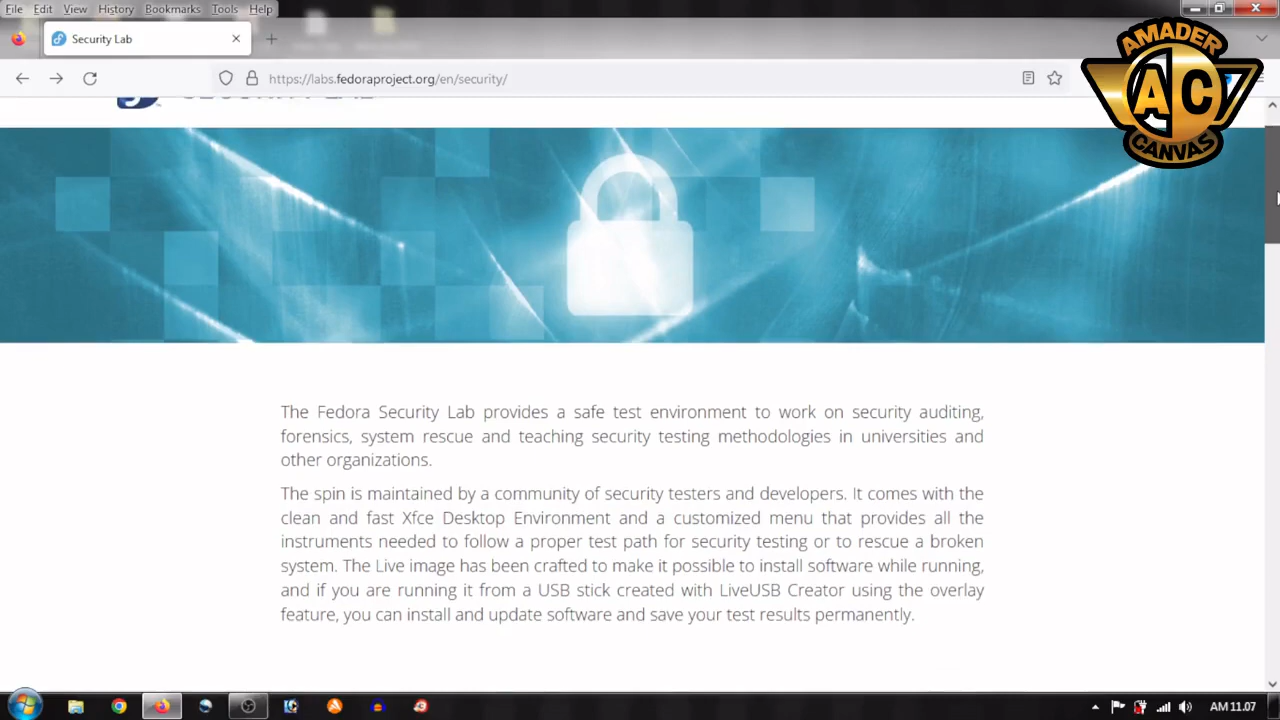 File Edit View History Bookmarks Tools Help
Security Lab
https://labs.fedoraproject.org/en/security/
AMADER
AC
CANVAS
The Fedora Security Lab provides a safe test environment to work on security auditing,
forensics, system rescue and teaching security testing methodologies in universities and
other organizations.
The spin is maintained by a community of security testers and developers. It comes with the
clean and fast Xfce Desktop Environment and a customized menu that provides all the
instruments needed to follow a proper test path for security testing or to rescue a broken
system. The Live image has been crafted to make it possible to install software while running,
and if you are running it from a USB stick created with LiveUSB Creator using the overlay
feature, you can install and update software and save your test results permanently.
AM 11.07